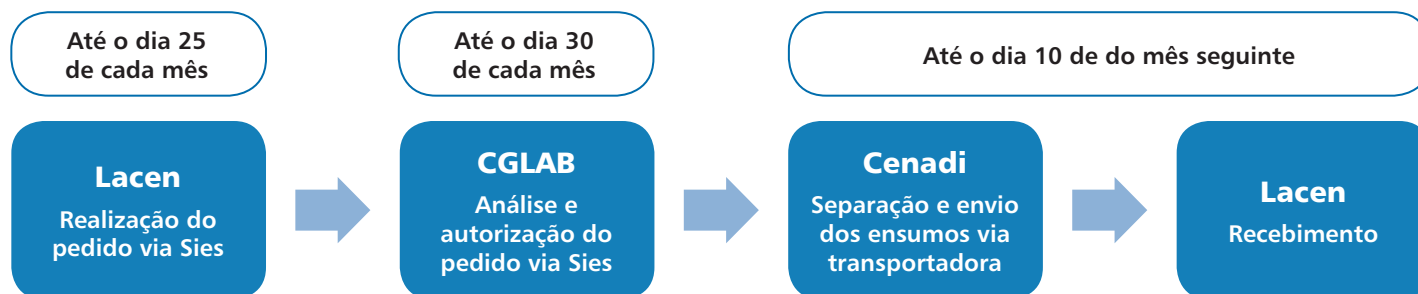 Até o dia 25
de cada mês
Até o dia 30
de cada mês
Até o dia 10 de do mês seguinte
Lacen
Realização do
pedido via Sies
CGLAB
Análise e
autorização do
pedido via Sies
Cenadi
Separação e envio
dos ensumos via
transportadora
Lacen
Recebimento